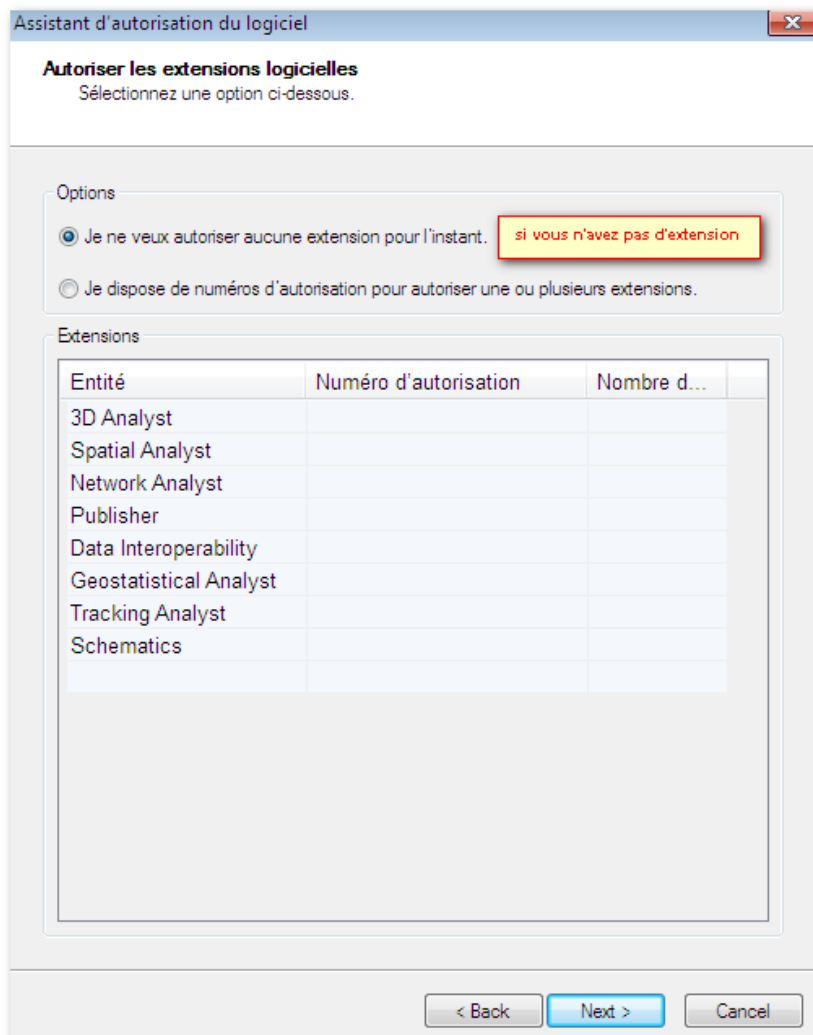 Assistant d'autorisation du logiciel
Autoriser les extensions logicielles
Sélectionnez une option ci-dessous.
Options
Je ne veux autoriser aucune extension pour l'instant.
si vous n'avez pas d'extension
Je dispose de numéros d'autorisation pour autoriser une ou plusieurs extensions.
Extensions
Entité Numéro d'autorisation Nombre d...
3D Analyst
Spatial Analyst
Network Analyst
Publisher
Data Interoperability
Geostatistical Analyst
Tracking Analyst
Schematics
< Back Next > Cancel